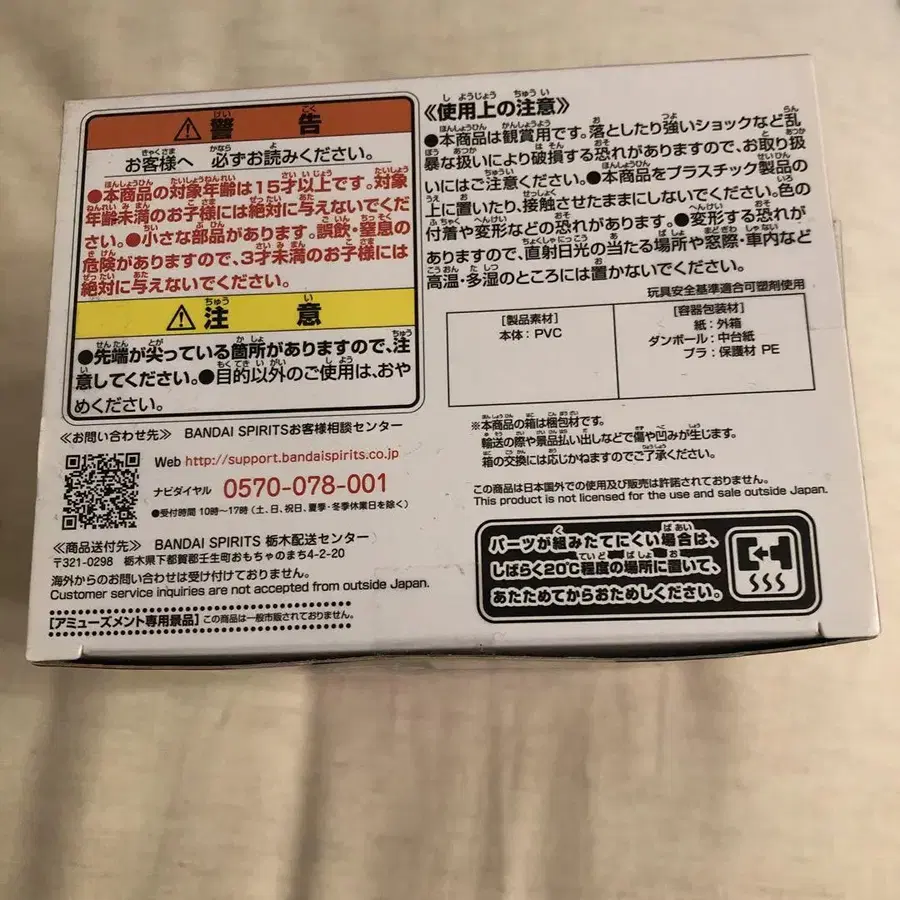 警告
お客様へ 必ずお読みください。
●本商品の対象年齢は15才以上です。対象
年齢未満のお子様には絶対に与えないでくだ
さい。●小さな部品があります。誤飲・窒息の
危険がありますので、3才未満のお子様には
絶対に与えないでください。
注意
●先端が尖っている箇所がありますので、注
意してください。●目的以外のご使用は、おや
めください。
≪お問い合わせ先≫ BANDAI SPIRITSお客様相談センター
Web http://support.bandaispirits.co.jp
ナビダイヤル 0570-078-001
●受付時間 10時〜17時(土、日、祝日、夏季・冬季休業日を除く)
≪商品送付先≫ BANDAI SPIRITS 栃木配送センター
〒321-0298 栃木県下都賀郡壬生町おもちゃのまち4-2-20
海外からのお問い合わせは受け付けておりません。
Customer service inquiries are not accepted from outside Japan.
[アミューズメント専用景品] この商品は一般市販されておりません。
≪使用上の注意≫
●本商品は観賞用です。落としたり強いショックなど乱
暴な扱いにより破損する恐れがありますので、お取り扱
いにはご注意ください。●本商品をプラスチック製品の
上に置いたり、接触させたままにしないでください。色の
付着や変形などの恐れがあります。●変形する恐れが
ありますので、直射日光の当たる場所や窓際・車内など
高温・多湿のところには置かないでください。
玩具安全基準適合可塑剤使用
[製品素材]
本体:PVC
[容器包装材]
紙:外箱
ダンボール:中台紙
プラ:保護材 PE
※本商品の箱は梱包材です。
輸送の際や景品払い出しなどで傷や凹みが生じます。
箱の交換には応じかねますのでご了承ください。
この商品は日本国外での使用及び販売は許諾されておりません。
This product is not licensed for the use and sale outside Japan.
パーツが組みたてにくい場合は、
しばらく20℃程度の場所に置いて、
あたためてからおためしください。